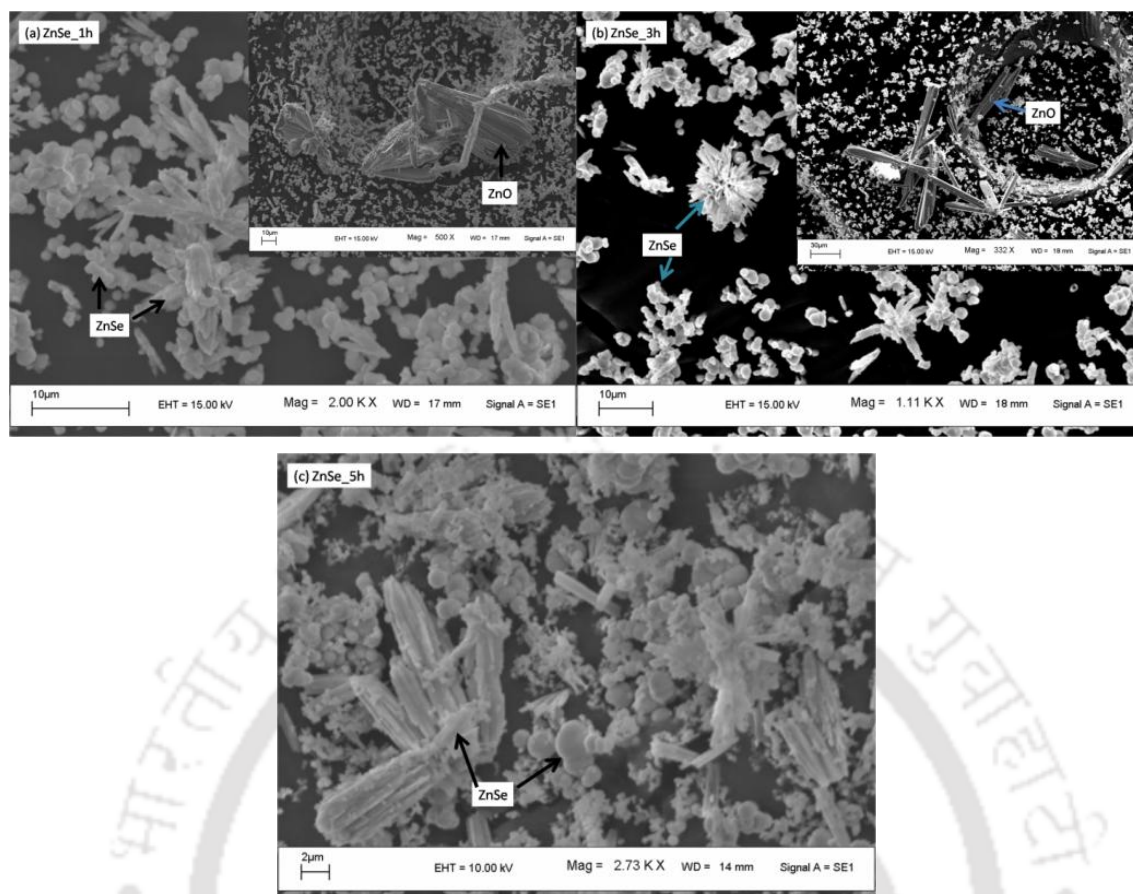 (a) ZnSe_1h
ZnO
10µm
EHT = 15.00 kV Mag = 500 X WD = 17 mm Signal A = SE1
ZnSe
10µm
EHT = 15.00 kV Mag = 2.00 K X WD = 17 mm Signal A = SE1
(b) ZnSe_3h
ZnO
30µm
EHT = 15.00 kV Mag = 332 X WD = 18 mm Signal A = SE1
ZnSe
10µm
EHT = 15.00 kV Mag = 1.11 K X WD = 18 mm Signal A = SE1
(c) ZnSe_5h
ZnSe
2µm
EHT = 10.00 kV Mag = 2.73 K X WD = 14 mm Signal A = SE1
भारतीय
गुवाहाटी